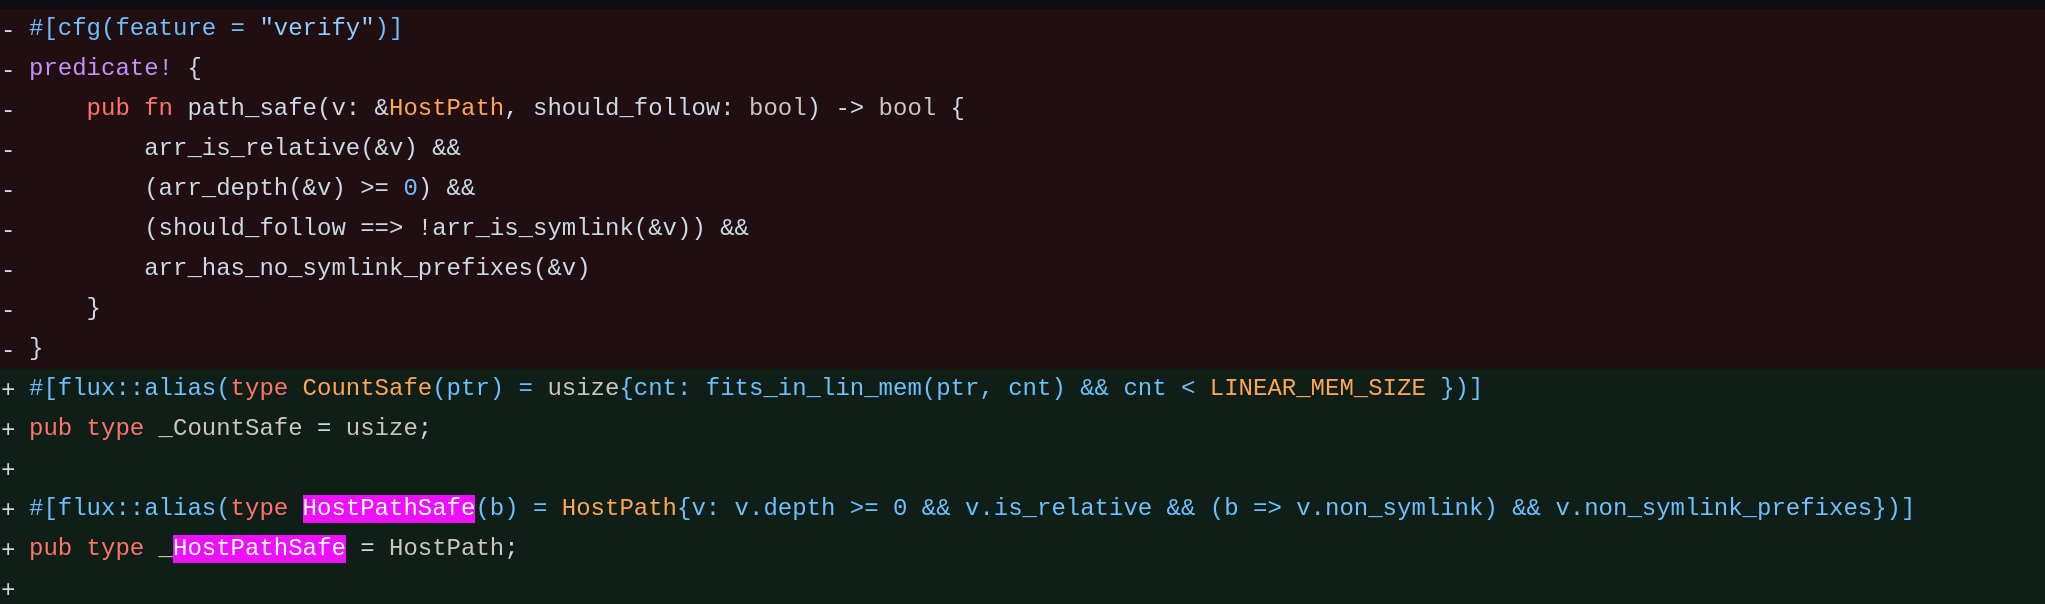 - #[cfg(feature = "verify")]
- predicate! {
-     pub fn path_safe(v: &HostPath, should_follow: bool) -> bool {
-         arr_is_relative(&v) &&
-         (arr_depth(&v) >= 0) &&
-         (should_follow ==> !arr_is_symlink(&v)) &&
-         arr_has_no_symlink_prefixes(&v)
-     }
- }
+ #[flux::alias(type CountSafe(ptr) = usize{cnt: fits_in_lin_mem(ptr, cnt) && cnt < LINEAR_MEM_SIZE })]
+ pub type _CountSafe = usize;
+
+ #[flux::alias(type HostPathSafe(b) = HostPath{v: v.depth >= 0 && v.is_relative && (b => v.non_symlink) && v.non_symlink_prefixes})]
+ pub type _HostPathSafe = HostPath;
+